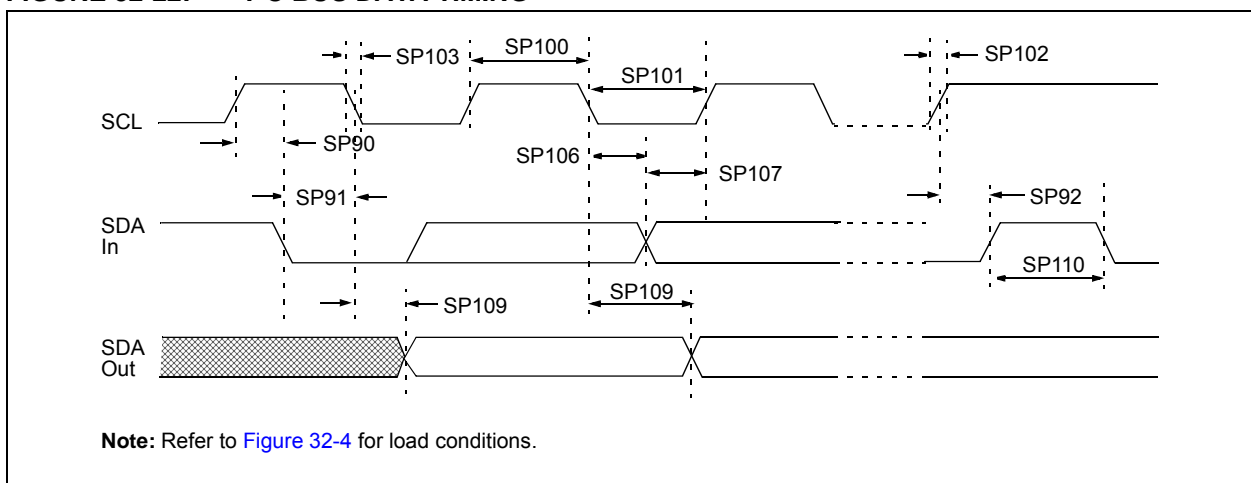 SP103
SP100
SP102
SP101
SCL
SP90
SP106
SP107
SP91
SP92
SDA
In
SP110
SP109
SP109
SDA
Out
Note: Refer to Figure 32-4 for load conditions.